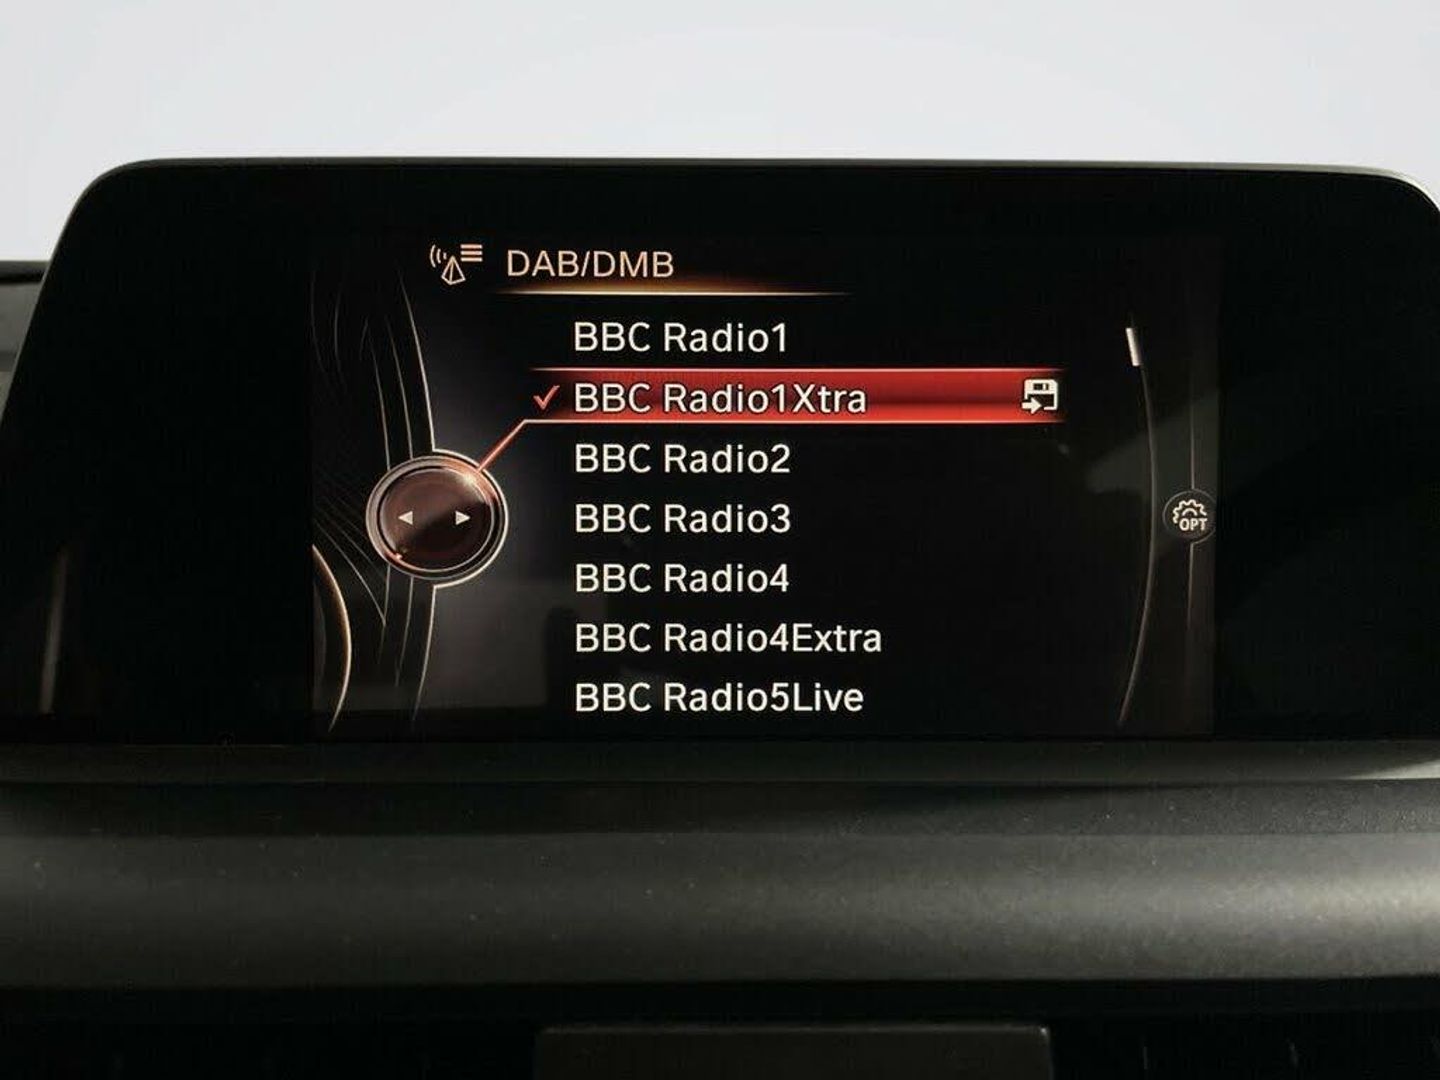 DAB/DMB
BBC Radio1
BBC Radio1Xtra
BBC Radio2
BBC Radio3
OPT
BBC Radio4
BBC Radio4Extra
BBC Radio5Live